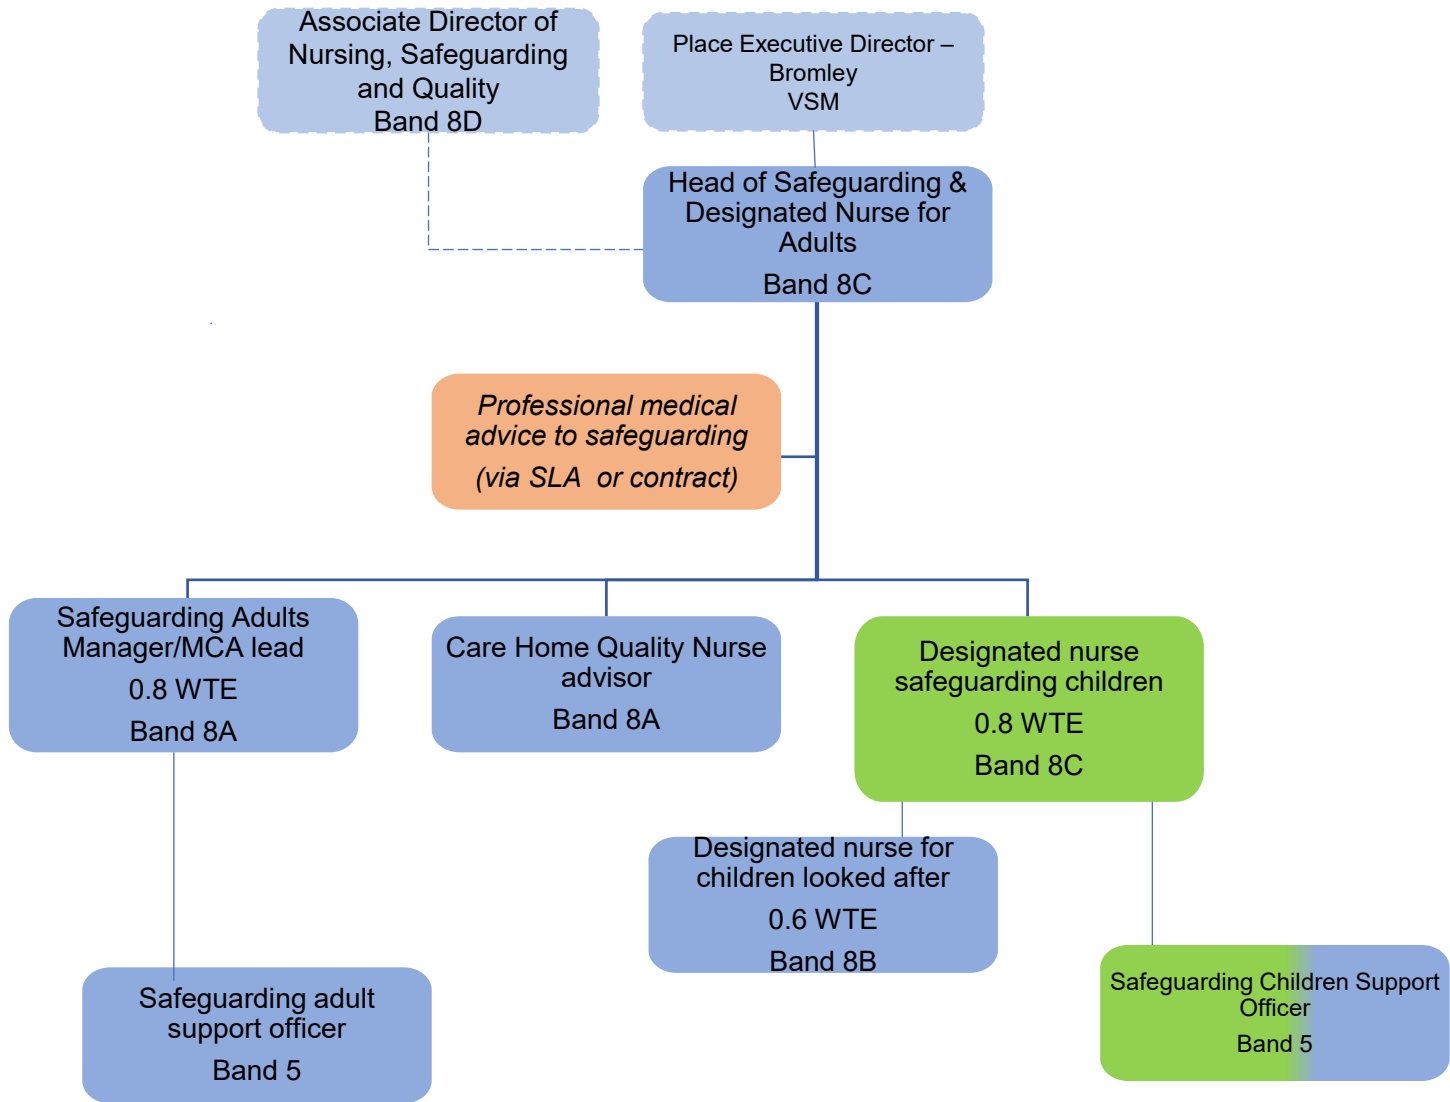 Associate Director of
Nursing, Safeguarding
and Quality
Band 8D
Place Executive Director –
Bromley
VSM
Head of Safeguarding &
Designated Nurse for
Adults
Band 8C
Professional medical
advice to safeguarding
(via SLA or contract)
Safeguarding Adults
Manager/MCA lead
0.8 WTE
Band 8A
Care Home Quality Nurse
advisor
Band 8A
Designated nurse
safeguarding children
0.8 WTE
Band 8C
Designated nurse for
children looked after
0.6 WTE
Band 8B
Safeguarding adult
support officer
Band 5
Safeguarding Children Support
Officer
Band 5